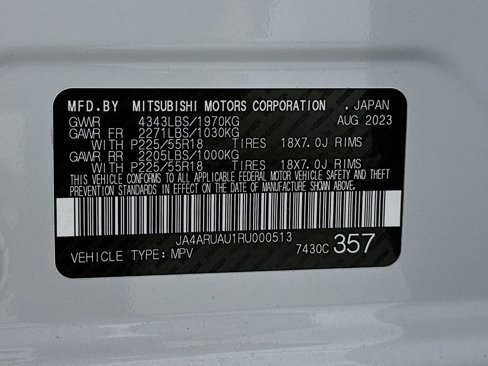 MFD.BY MITSUBISHI MOTORS CORPORATION , JAPAN
GVWR 4343LBS/1970KG AUG 2023
GAWR FR 2271LBS/1030KG
WITH P225/55R18 TIRES 18X7.0J RIMS
GAWR RR 2205LBS/1000KG
WITH P225/55R18 TIRES 18X7.0J RIMS
THIS VEHICLE CONFORMS TO ALL APPLICABLE FEDERAL MOTOR VEHICLE SAFETY AND THEFT
PREVENTION STANDARDS IN EFFECT ON THE DATE OF MANUFACTURE SHOWN ABOVE.
JA4ARUAU1RU000513
VEHICLE TYPE: MPV 7430C 357